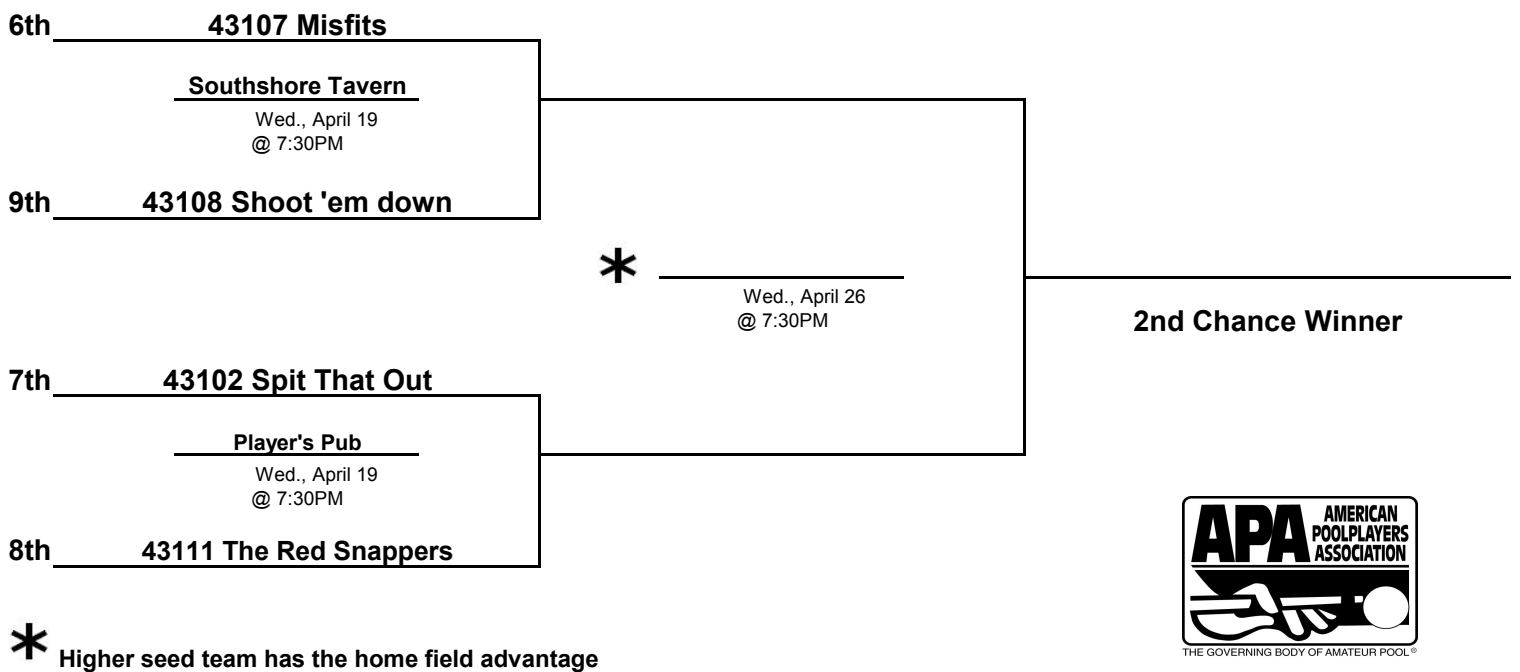 6th 43107 Misfits
Southshore Tavern
Wed., April 19
@ 7:30PM
9th 43108 Shoot 'em down
* 
Wed., April 26
@ 7:30PM
2nd Chance Winner
7th 43102 Spit That Out
Player's Pub
Wed., April 19
@ 7:30PM
8th 43111 The Red Snappers
* Higher seed team has the home field advantage
APA AMERICAN
POOLPLAYERS
ASSOCIATION
THE GOVERNING BODY OF AMATEUR POOL®